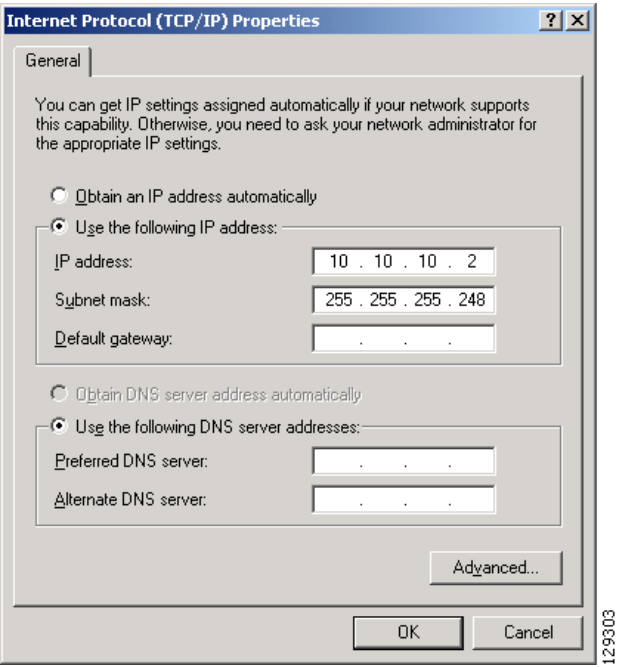 Internet Protocol (TCP/IP) Properties
General
You can get IP settings assigned automatically if your network supports
this capability. Otherwise, you need to ask your network administrator for
the appropriate IP settings.
Obtain an IP address automatically
Use the following IP address:
IP address: 10 . 10 . 10 . 2
Subnet mask: 255 . 255 . 255 . 248
Default gateway: . . .
Obtain DNS server address automatically
Use the following DNS server addresses:
Preferred DNS server: . . .
Alternate DNS server: . . .
Advanced...
OK Cancel
129303